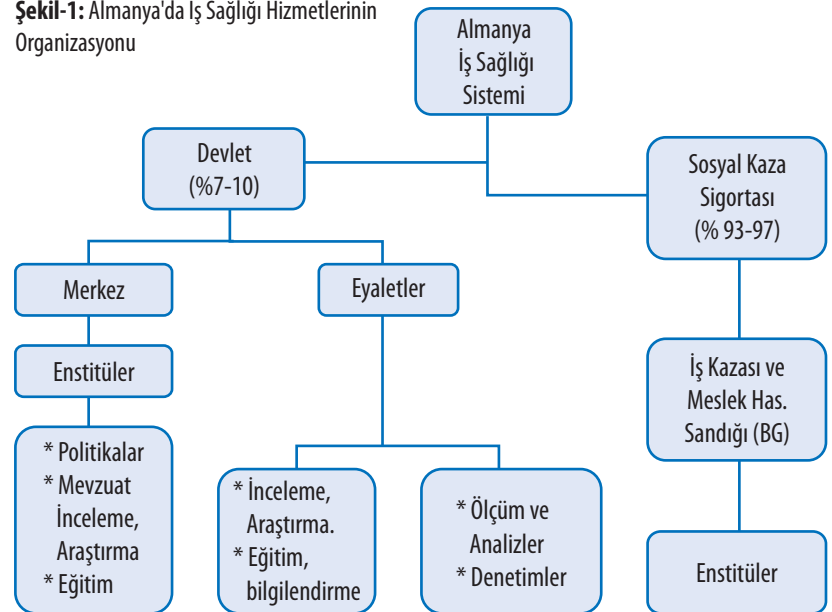 Şekil-1: Almanya'da İş Sağlığı Hizmetlerinin
Organizasyonu
Almanya
İş Sağlığı
Sistemi
Devlet
(%7-10)
Sosyal Kaza
Sigortası
(% 93-97)
Merkez
Eyaletler
Enstitüler
İş Kazası ve
Meslek Has.
Sandığı (BG)
* Politikalar
* Mevzuat
İnceleme,
Araştırma
* Eğitim
* İnceleme,
Araştırma.
* Eğitim,
bilgilendirme
* Ölçüm ve
Analizler
* Denetimler
Enstitüler